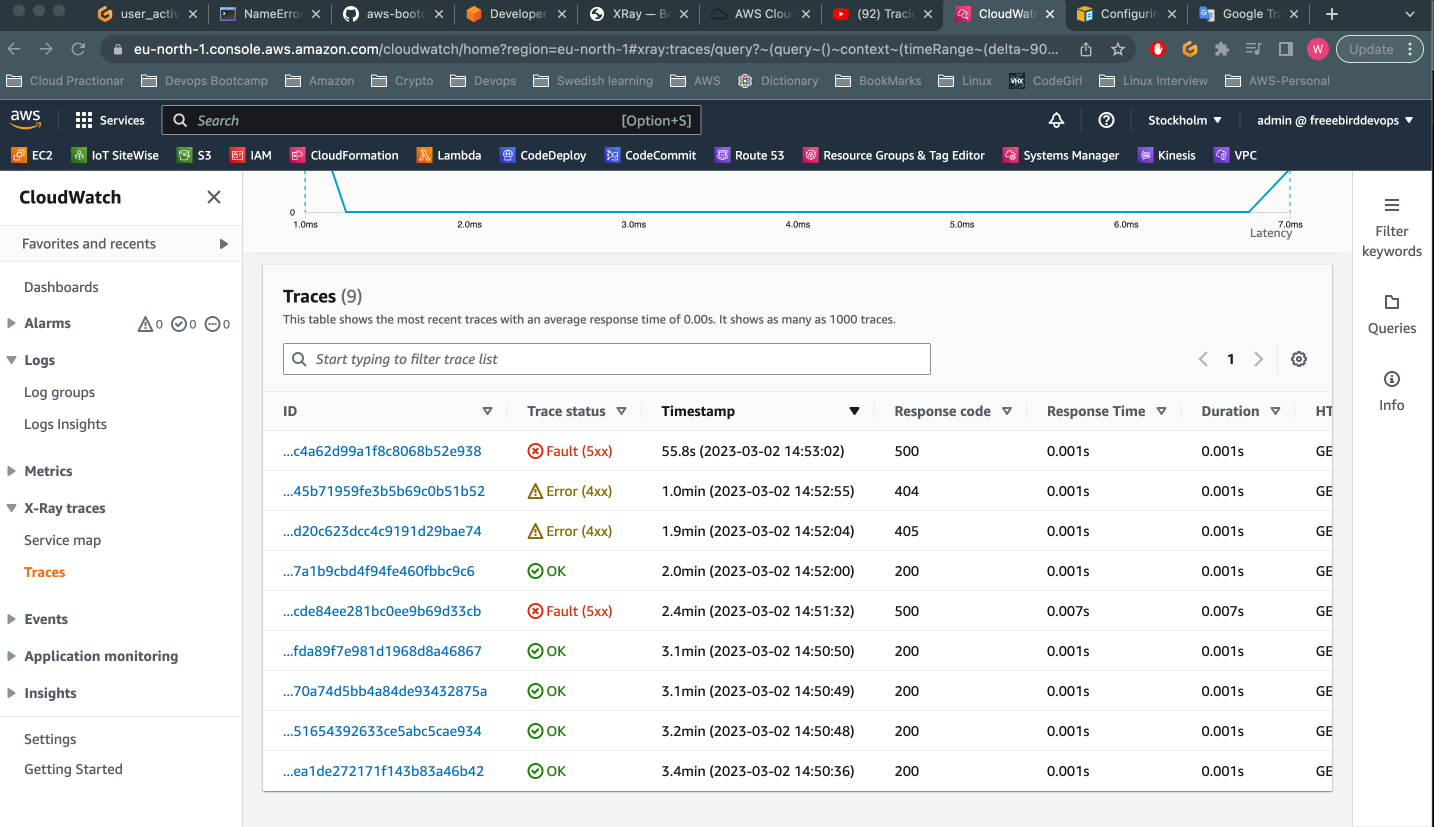 user_activ
NameErro
aws-bootc
Developer
XRay — Bo
AWS Clou
(92) Tracin
CloudWatc
Configurin
Google Tra
eu-north-1.console.aws.amazon.com/cloudwatch/home?region=eu-north-1#xray:traces/query?~(query~()~context~(timeRange~(delta~90...
W
Update
Cloud Practionar
Devops Bootcamp
Amazon
Crypto
Devops
Swedish learning
AWS
Dictionary
BookMarks
Linux
CodeGirl
Linux Interview
AWS-Personal
aws
Services
Search
[Option+S]
Stockholm
admin @ freeebirddevops
EC2
IoT SiteWise
S3
IAM
CloudFormation
Lambda
CodeDeploy
CodeCommit
Route 53
Resource Groups & Tag Editor
Systems Manager
Kinesis
VPC
CloudWatch
Favorites and recents
Dashboards
Alarms 0 0 0
Logs
Log groups
Logs Insights
Metrics
X-Ray traces
Service map
Traces
Events
Application monitoring
Insights
Settings
Getting Started
0
1.0ms 2.0ms 3.0ms 4.0ms 5.0ms 6.0ms 7.0ms
Latency
Traces (9)
This table shows the most recent traces with an average response time of 0.00s. It shows as many as 1000 traces.
Start typing to filter trace list
1
ID Trace status Timestamp Response code Response Time Duration HT
...c4a62d99a1f8c8068b52e938 Fault (5xx) 55.8s (2023-03-02 14:53:02) 500 0.001s 0.001s GE
...45b71959fe3b5b69c0b51b52 Error (4xx) 1.0min (2023-03-02 14:52:55) 404 0.001s 0.001s GE
...d20c623dcc4c9191d29bae74 Error (4xx) 1.9min (2023-03-02 14:52:04) 405 0.001s 0.001s GE
...7a1b9cbd4f94fe460fbbc9c6 OK 2.0min (2023-03-02 14:52:00) 200 0.001s 0.001s GE
...cde84ee281bc0ee9b69d33cb Fault (5xx) 2.4min (2023-03-02 14:51:32) 500 0.007s 0.007s GE
...fda89f7e981d1968d8a46867 OK 3.1min (2023-03-02 14:50:50) 200 0.001s 0.001s GE
...70a74d5bb4a84de93432875a OK 3.1min (2023-03-02 14:50:49) 200 0.001s 0.001s GE
...51654392633ce5abc5cae934 OK 3.2min (2023-03-02 14:50:48) 200 0.001s 0.001s GE
...ea1de272171f143b83a46b42 OK 3.4min (2023-03-02 14:50:36) 200 0.001s 0.001s GE
Filter
keywords
Queries
Info